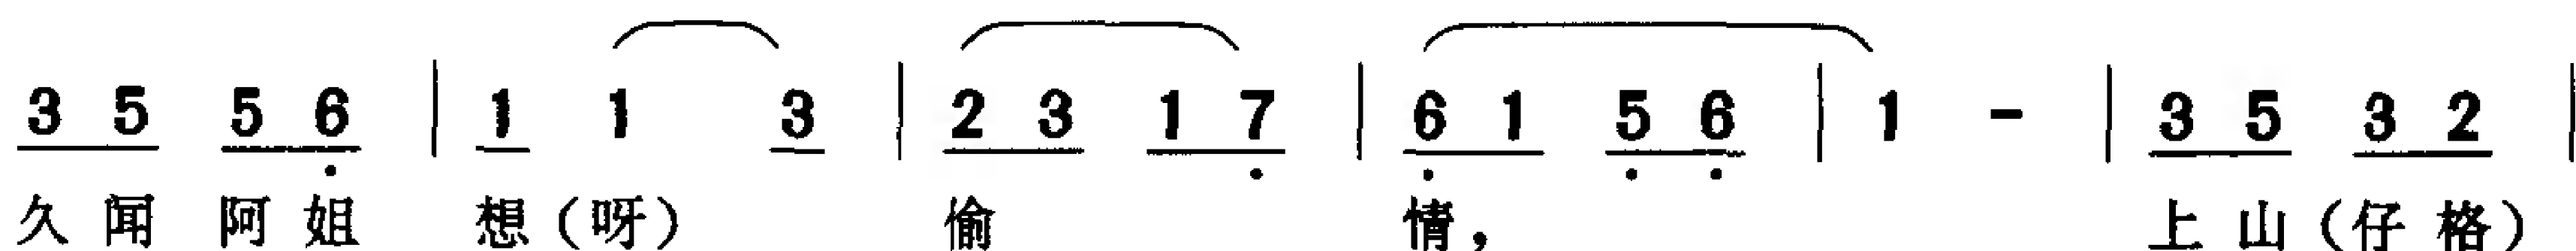 3 5 5 6 | 1 1 3 | 2 3 1 7 | 6 1 5 6 | 1 - | 3 5 3 2 |
久闻 阿姐 想(呀) 偷 情, 上山(仔格)